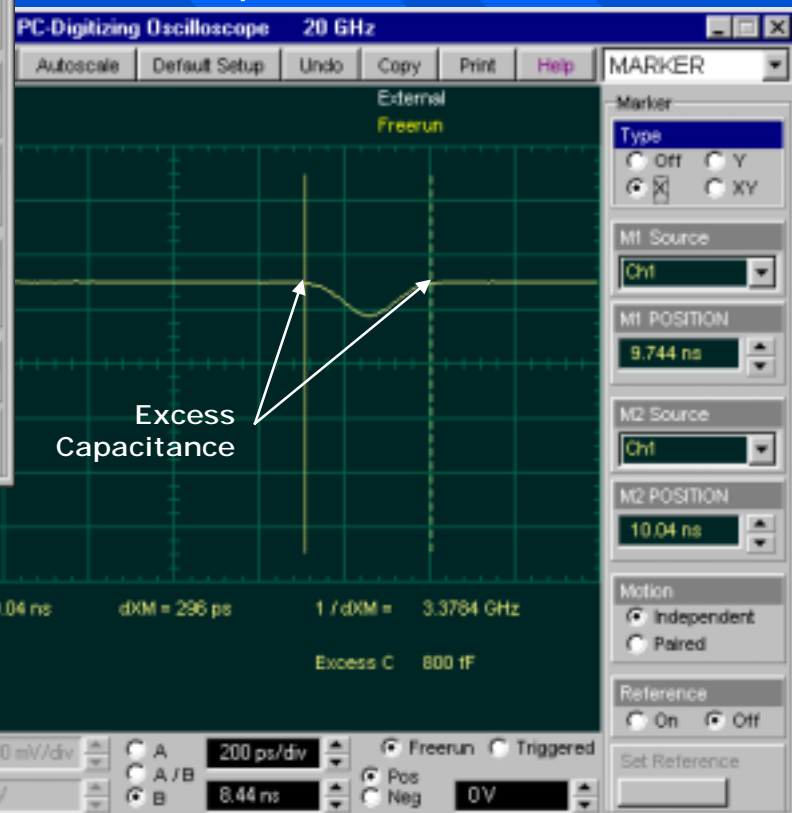 PC-Digitizing Oscilloscope 20 GHz
Autoscale Default Setup Undo Copy Print Help MARKER
External
Freerun
Marker
Type
Off Y
X XY
M1 Source
Ch1
M1 POSITION
9.744 ns
Excess
Capacitance
M2 Source
Ch1
M2 POSITION
10.04 ns
Motion
Independent
Paired
.04 ns dXM = 296 ps 1 / dXM = 3.3784 GHz
Excess C 800 fF
Reference
On Off
Set Reference
0 mV/div A 200 ps/div Freerun Triggered
A / B Pos
V B 8.44 ns Neg 0 V